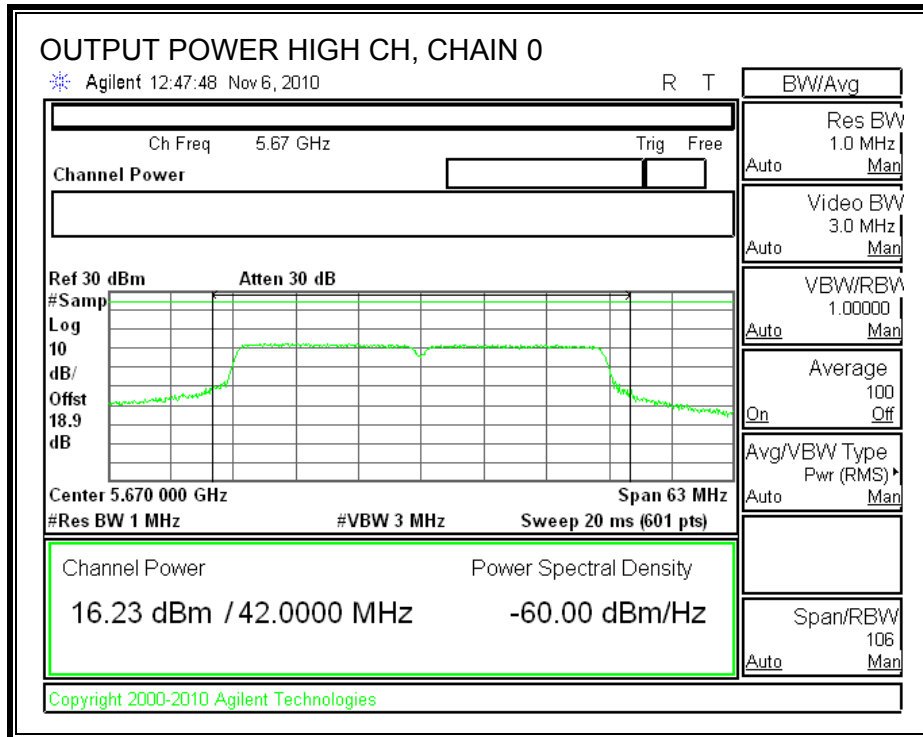 OUTPUT POWER HIGH CH, CHAIN 0
Agilent 12:47:48 Nov 6, 2010 R T
Ch Freq 5.67 GHz Trig Free
Channel Power
Ref 30 dBm Atten 30 dB
#Samp
Log
10
dB/
Offst
18.9
dB
Center 5.670 000 GHz Span 63 MHz
#Res BW 1 MHz #VBW 3 MHz Sweep 20 ms (601 pts)
Channel Power Power Spectral Density
16.23 dBm / 42.0000 MHz -60.00 dBm/Hz
Copyright 2000-2010 Agilent Technologies
BW/Avg
Res BW
1.0 MHz
Auto Man
Video BW
3.0 MHz
Auto Man
VBW/RBW
1.00000
Auto Man
Average
100
On Off
Avg/VBW Type
Pwr (RMS)
Auto Man
Span/RBW
106
Auto Man